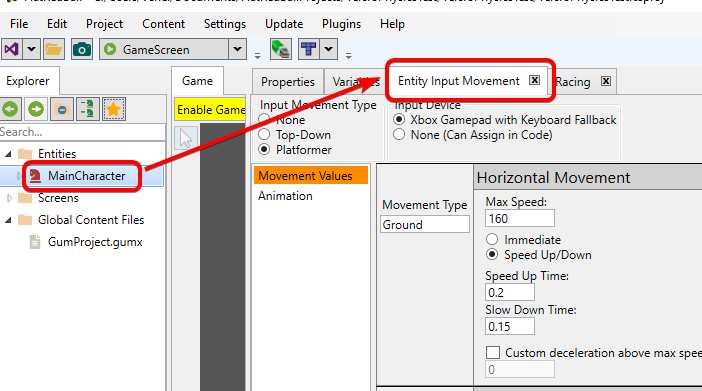 File Edit Project Content Settings Update Plugins Help
GameScreen
Explorer
Game
Properties
Variables
Entity Input Movement
Racing
Enable Game
Input Movement Type
Input Device
None
Xbox Gamepad with Keyboard Fallback
Top-Down
None (Can Assign in Code)
Platformer
Search...
Entities
MainCharacter
Screens
Global Content Files
GumProject.gumx
Movement Values
Animation
Movement Type
Ground
Horizontal Movement
Max Speed:
160
Immediate
Speed Up/Down
Speed Up Time:
0.2
Slow Down Time:
0.15
Custom deceleration above max spee
0